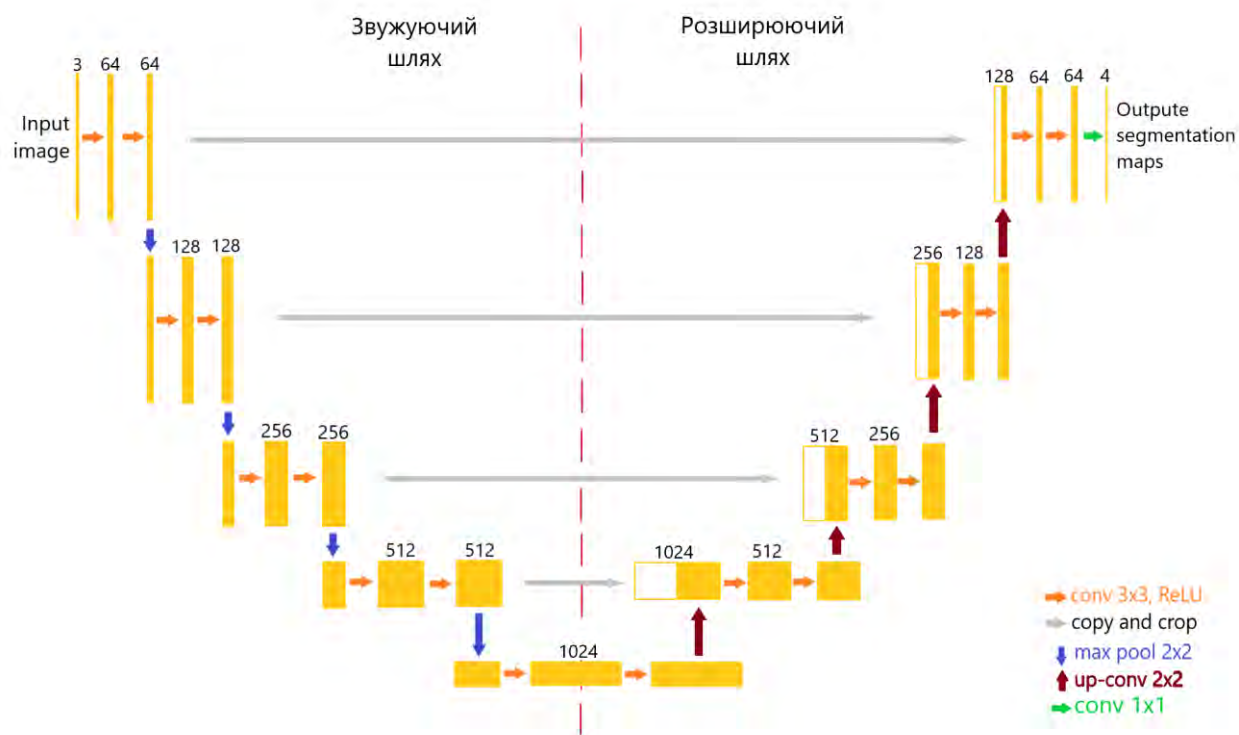 Звужуючий
шлях
Розширюючий
шлях
3 64 64
Input
image
128 64 64 4
Outpute
segmentation
maps
128 128
256 128
256 256
512 256
512 512
1024 512
1024
conv 3x3, ReLU
copy and crop
max pool 2x2
up-conv 2x2
conv 1x1